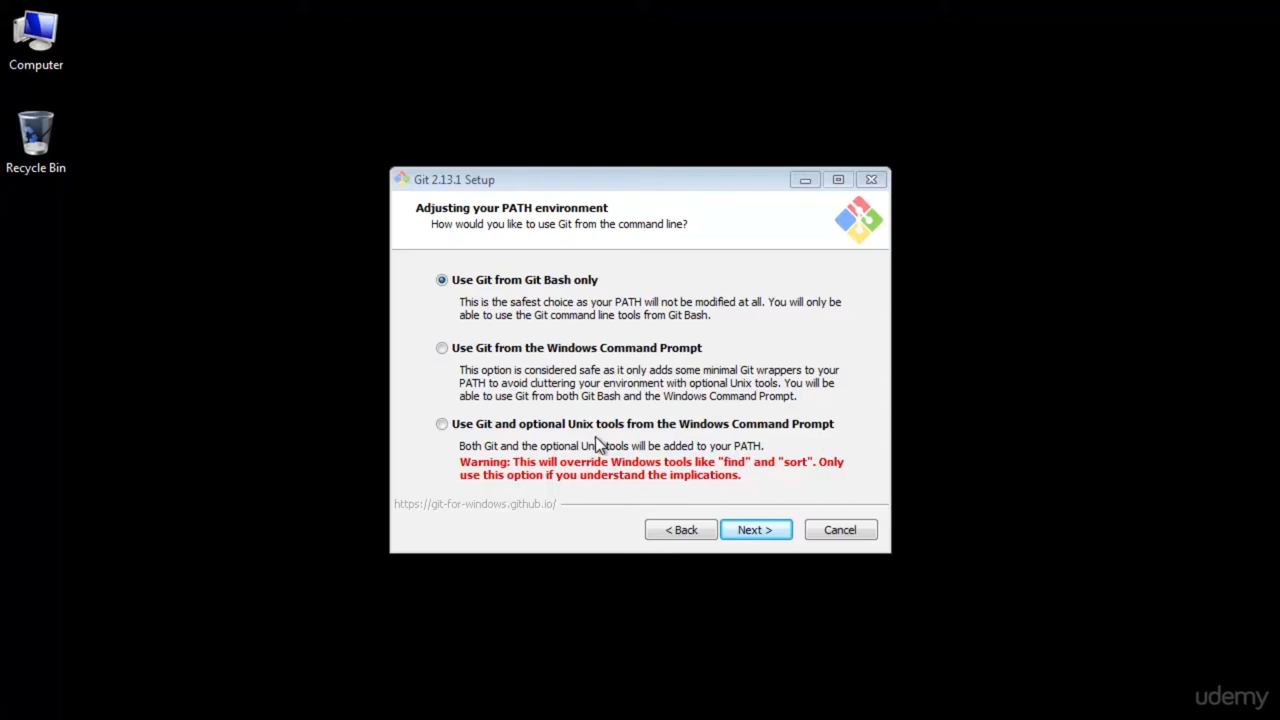 Computer
Recycle Bin
Git 2.13.1 Setup
Adjusting your PATH environment
How would you like to use Git from the command line?
Use Git from Git Bash only
This is the safest choice as your PATH will not be modified at all. You will only be
able to use the Git command line tools from Git Bash.
Use Git from the Windows Command Prompt
This option is considered safe as it only adds some minimal Git wrappers to your
PATH to avoid cluttering your environment with optional Unix tools. You will be
able to use Git from both Git Bash and the Windows Command Prompt.
Use Git and optional Unix tools from the Windows Command Prompt
Both Git and the optional Unix tools will be added to your PATH.
Warning: This will override Windows tools like "find" and "sort". Only
use this option if you understand the implications.
https://git-for-windows.github.io/
< Back
Next >
Cancel
udemy